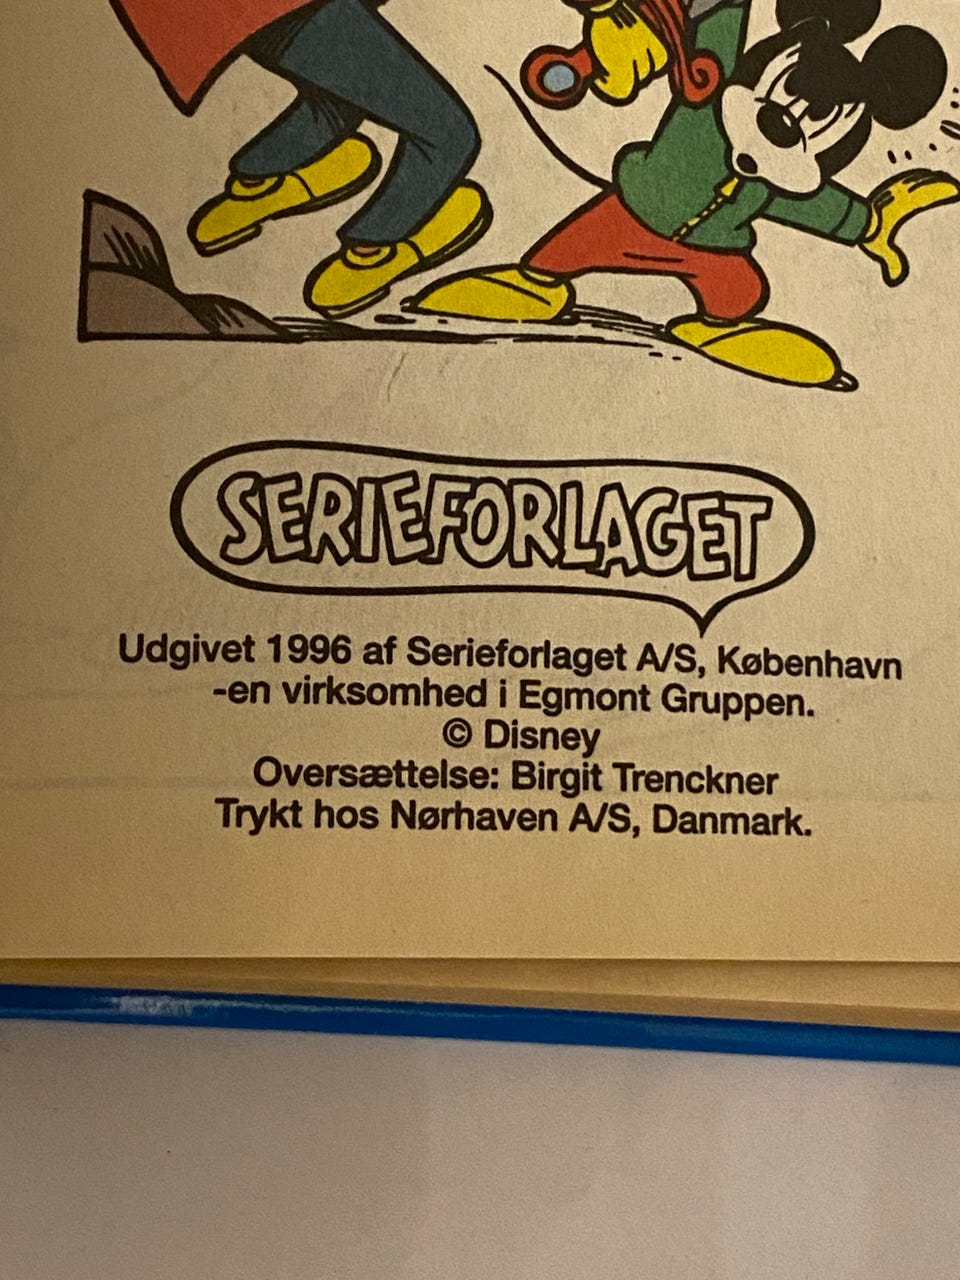 SERIEFORLAGET
Udgivet 1996 af Serieforlaget A/S, København
-en virksomhed i Egmont Gruppen.
© Disney
Oversættelse: Birgit Trenckner
Trykt hos Nørhaven A/S, Danmark.